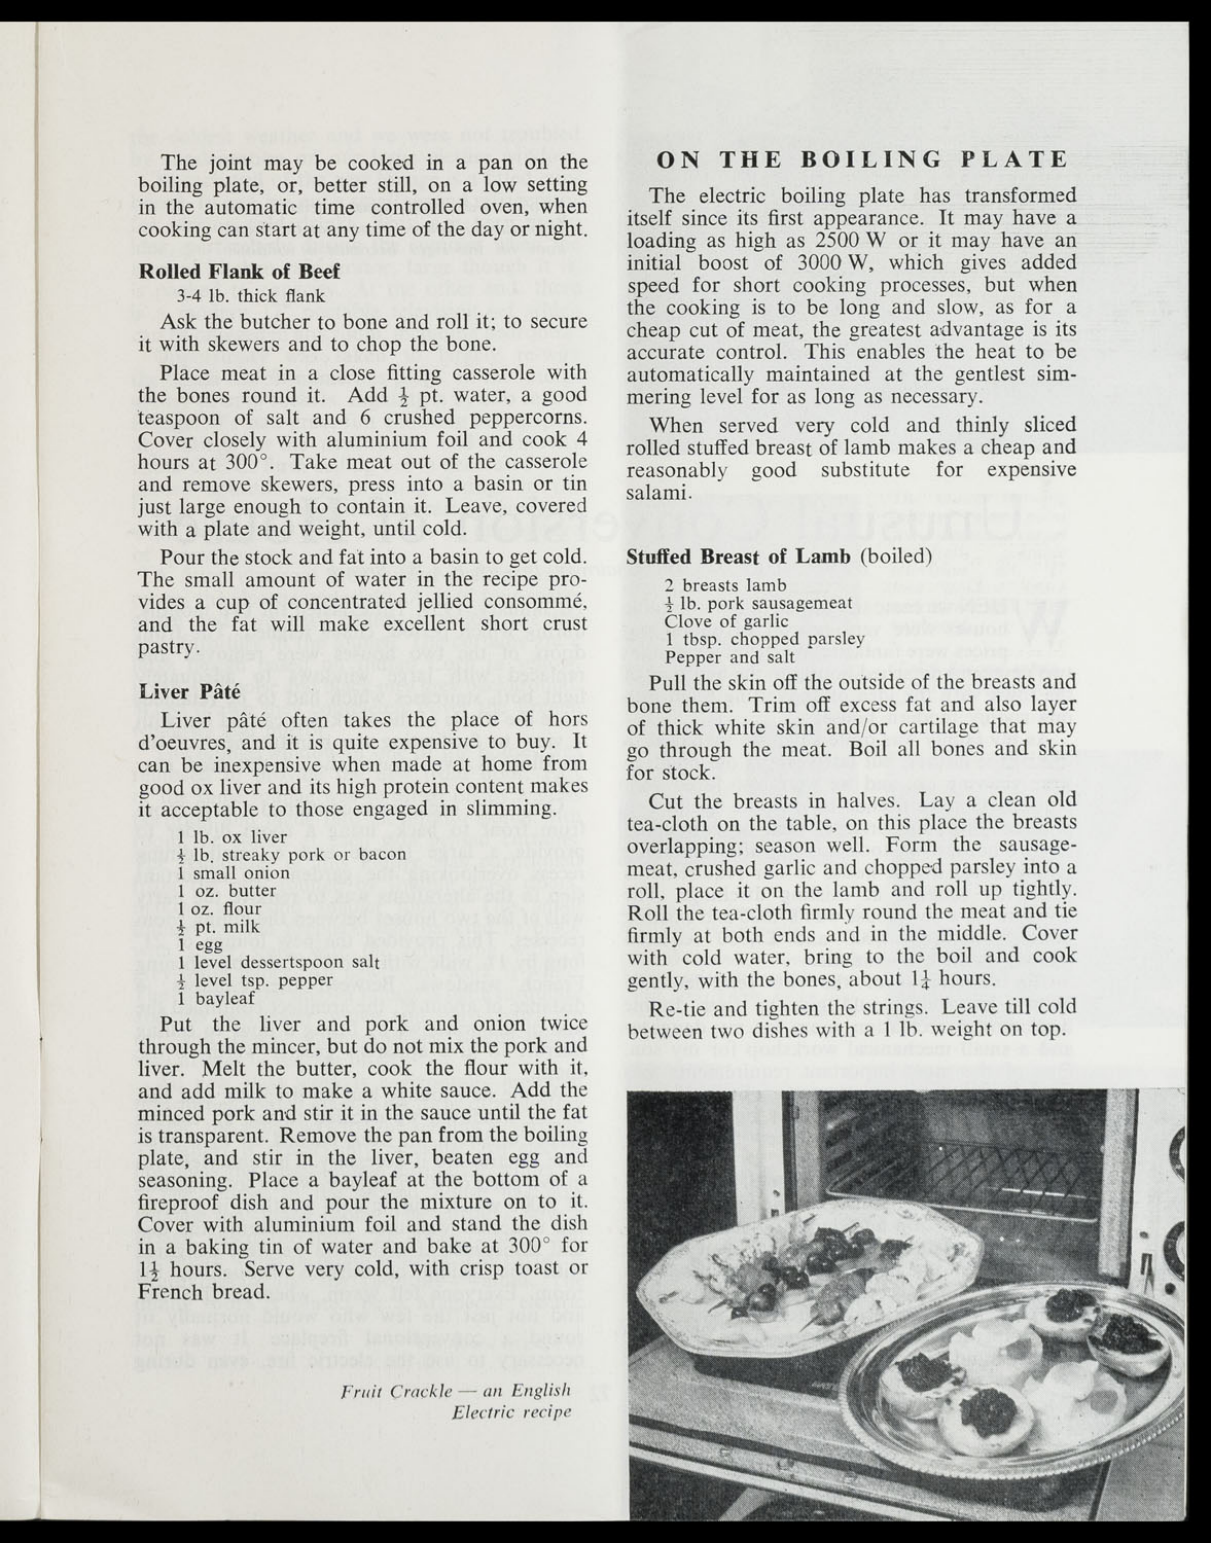 The joint may be cooked in a pan on the
boiling plate, or, better still, on a low setting
in the automatic time controlled oven, when
cooking can start at any time of the day or night.
Rolled Flank of Beef
3-4 lb. thick flank
Ask the butcher to bone and roll it; to secure
it with skewers and to chop the bone.
Place meat in a close fitting casserole with
the bones round it. Add ½ pt. water, a good
teaspoon of salt and 6 crushed peppercorns.
Cover closely with aluminium foil and cook 4
hours at 300°. Take meat out of the casserole
and remove skewers, press into a basin or tin
just large enough to contain it. Leave, covered
with a plate and weight, until cold.
Pour the stock and fat into a basin to get cold.
The small amount of water in the recipe pro-
vides a cup of concentrated jellied consommé,
and the fat will make excellent short crust
pastry.
Liver Pâté
Liver pâté often takes the place of hors
d'oeuvres, and it is quite expensive to buy. It
can be inexpensive when made at home from
good ox liver and its high protein content makes
it acceptable to those engaged in slimming.
1 lb. ox liver
lb. streaky pork or bacon
1 small onion
1 oz. butter
1 oz. flour
½ pt. milk
1 egg
1 level dessertspoon salt
½ level tsp. pepper
1 bayleaf
Put the liver and pork and onion twice
through the mincer, but do not mix the pork and
liver. Melt the butter, cook the flour with it,
and add milk to make a white sauce. Add the
minced pork and stir it in the sauce until the fat
is transparent. Remove the pan from the boiling
plate, and stir in the liver, beaten egg and
seasoning. Place a bayleaf at the bottom of a
fireproof dish and pour the mixture on to it.
Cover with aluminium foil and stand the dish
in a baking tin of water and bake at 300° for
1½ hours. Serve very cold, with crisp toast or
French bread.
Fruit Crackle — an English
Electric recipe
ON THE BOILING PLATE
The electric boiling plate has transformed
itself since its first appearance. It may have a
loading as high as 2500 W or it may have an
initial boost of 3000 W, which gives added
speed for short cooking processes, but when
the cooking is to be long and slow, as for a
cheap cut of meat, the greatest advantage is its
accurate control. This enables the heat to be
automatically maintained at the gentlest sim-
mering level for as long as necessary.
When served very cold and thinly sliced
rolled stuffed breast of lamb makes a cheap and
reasonably good substitute for expensive
salami.
Stuffed Breast of Lamb (boiled)
2 breasts lamb
½ lb. pork sausagemeat
Clove of garlic
1 tbsp. chopped parsley
Pepper and salt
Pull the skin off the outside of the breasts and
bone them. Trim off excess fat and also layer
of thick white skin and/or cartilage that may
go through the meat. Boil all bones and skin
for stock.
Cut the breasts in halves. Lay a clean old
tea-cloth on the table, on this place the breasts
overlapping; season well. Form the sausage-
meat, crushed garlic and chopped parsley into a
roll, place it on the lamb and roll up tightly.
Roll the tea-cloth firmly round the meat and tie
firmly at both ends and in the middle. Cover
with cold water, bring to the boil and cook
gently, with the bones, about 1¼ hours.
Re-tie and tighten the strings. Leave till cold
between two dishes with a 1 lb. weight on top.